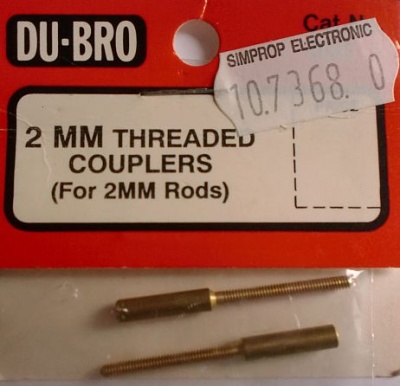 DU·BRO
Cat.
SIMPROP ELECTRONIC
10.7368. 0
2 MM THREADED
COUPLERS
(For 2MM Rods)